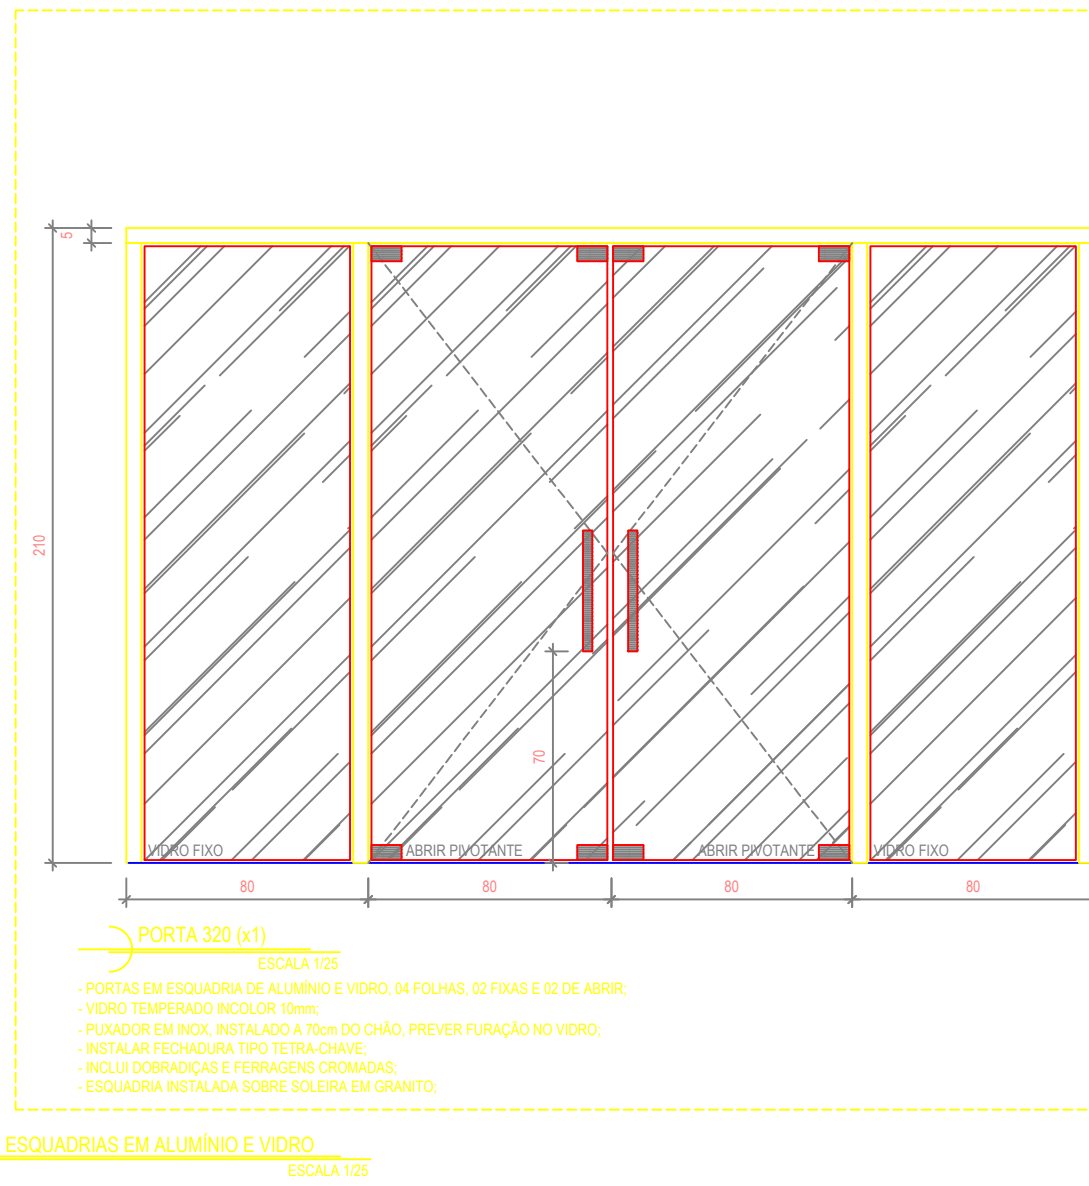 5
210
70
VIDRO FIXO
ABRIR PIVOTANTE
ABRIR PIVOTANTE
VIDRO FIXO
80
80
80
80
PORTA 320 (x1)
ESCALA 1/25
- PORTAS EM ESQUADRIA DE ALUMÍNIO E VIDRO, 04 FOLHAS, 02 FIXAS E 02 DE ABRIR;
- VIDRO TEMPERADO INCOLOR 10mm;
- PUXADOR EM INOX, INSTALADO A 70cm DO CHÃO, PREVER FURAÇÃO NO VIDRO;
- INSTALAR FECHADURA TIPO TETRA-CHAVE;
- INCLUI DOBRADIÇAS E FERRAGENS CROMADAS;
- ESQUADRIA INSTALADA SOBRE SOLEIRA EM GRANITO;
ESQUADRIAS EM ALUMÍNIO E VIDRO
ESCALA 1/25